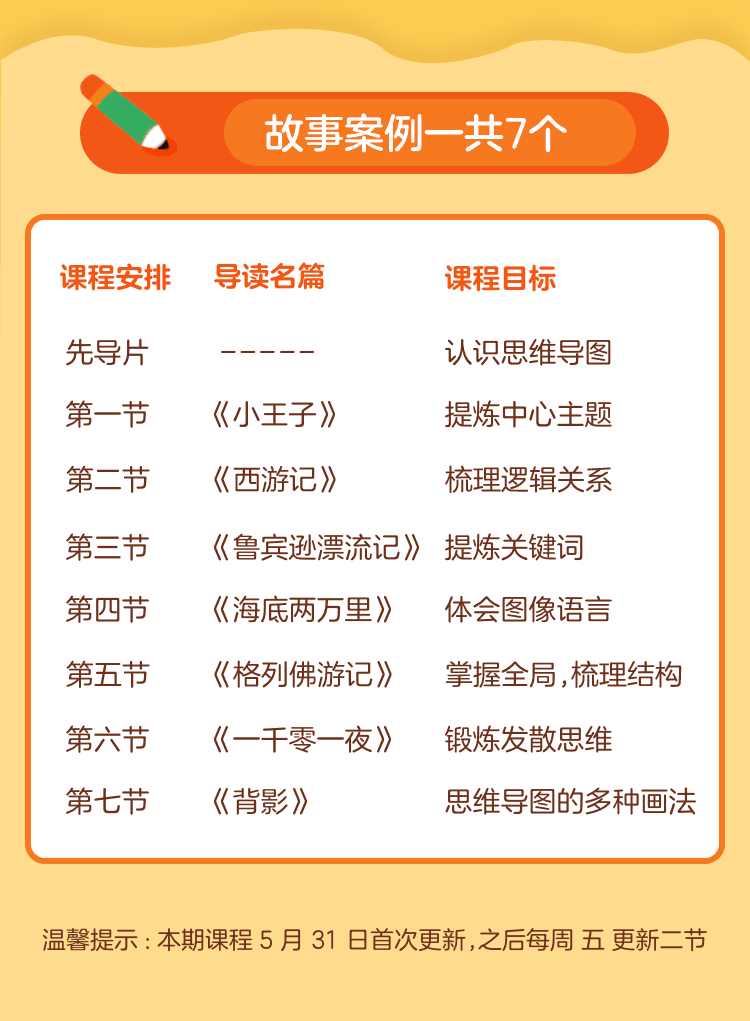 故事案例一共7个
课程安排 导读名篇 课程目标
先导片 ----- 认识思维导图
第一节 《小王子》 提炼中心主题
第二节 《西游记》 梳理逻辑关系
第三节 《鲁宾逊漂流记》 提炼关键词
第四节 《海底两万里》 体会图像语言
第五节 《格列佛游记》 掌握全局,梳理结构
第六节 《一千零一夜》 锻炼发散思维
第七节 《背影》 思维导图的多种画法
温馨提示:本期课程 5 月 31 日首次更新,之后每周 五 更新二节